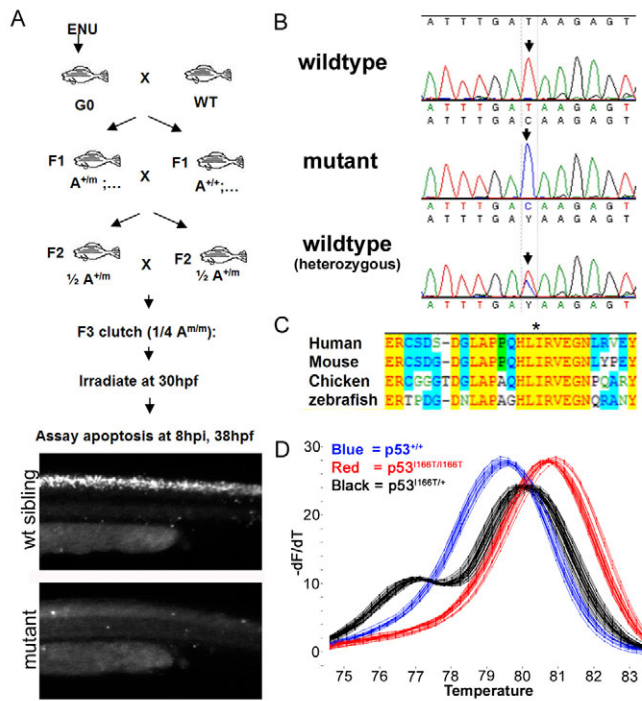 A
ENU
X
G0
WT
F1
F1
A+/m ;...
X
A+/+;...
F2
F2
½ A+/m
X
½ A+/m
F3 clutch (1/4 Am/m):
Irradiate at 30hpf
Assay apoptosis at 8hpi, 38hpf
wt sibling
mutant
B
A T T T G A T A A G A G T
wildtype
A T T T G A T A A G A G T
A T T T G A C A A G A G T
mutant
A T T T G A C A A G A G T
A T T T G A Y A A G A G T
wildtype
(heterozygous)
A T T T G A Y A A G A G T
C
*
Human ERCSDS-DGLAPPQHLIRVEGNLRVEY
Mouse ERCSDG-DGLAPPQHLIRVEGNLYPEY
Chicken ERCGGGTDGLAPAQHLIRVEGNPQARY
zebrafish ERTPDG-DNLAPAGHLIRVEGNQRANY
D
30
20
10
0
-dF/dT
Blue = p53+/+
Red = p53I166T/I166T
Black = p53I166T/+
75 76 77 78 79 80 81 82 83
Temperature